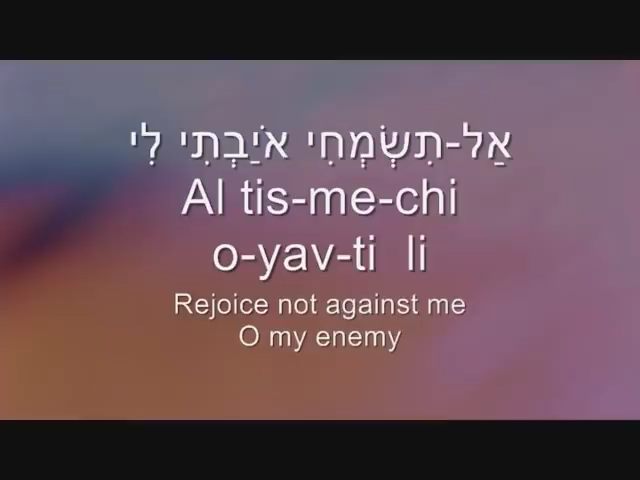 אַל-תִּשְׂמְחִי אֹיַבְתִּי לִי
Al tis-me-chi
o-yav-ti li
Rejoice not against me
O my enemy